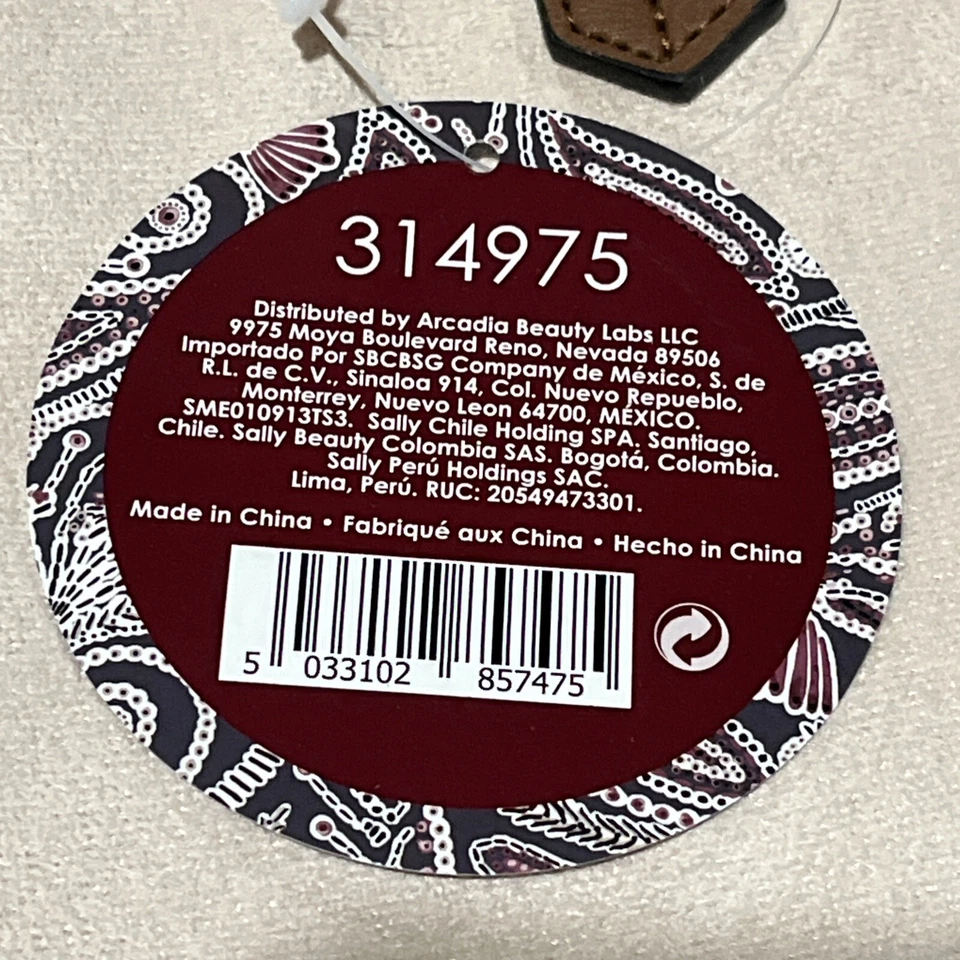 314975
Distributed by Arcadia Beauty Labs LLC
9975 Moya Boulevard Reno, Nevada 89506
Importado Por SBCBSG Company de México, S. de
R.L. de C.V., Sinaloa 914, Col. Nuevo Repueblo,
Monterrey, Nuevo Leon 64700, MÉXICO.
SME010913TS3. Sally Chile Holding SPA. Santiago,
Chile. Sally Beauty Colombia SAS. Bogotá, Colombia.
Sally Perú Holdings SAC.
Lima, Perú. RUC: 20549473301.
Made in China • Fabriqué aux China • Hecho in China
5 033102 857475